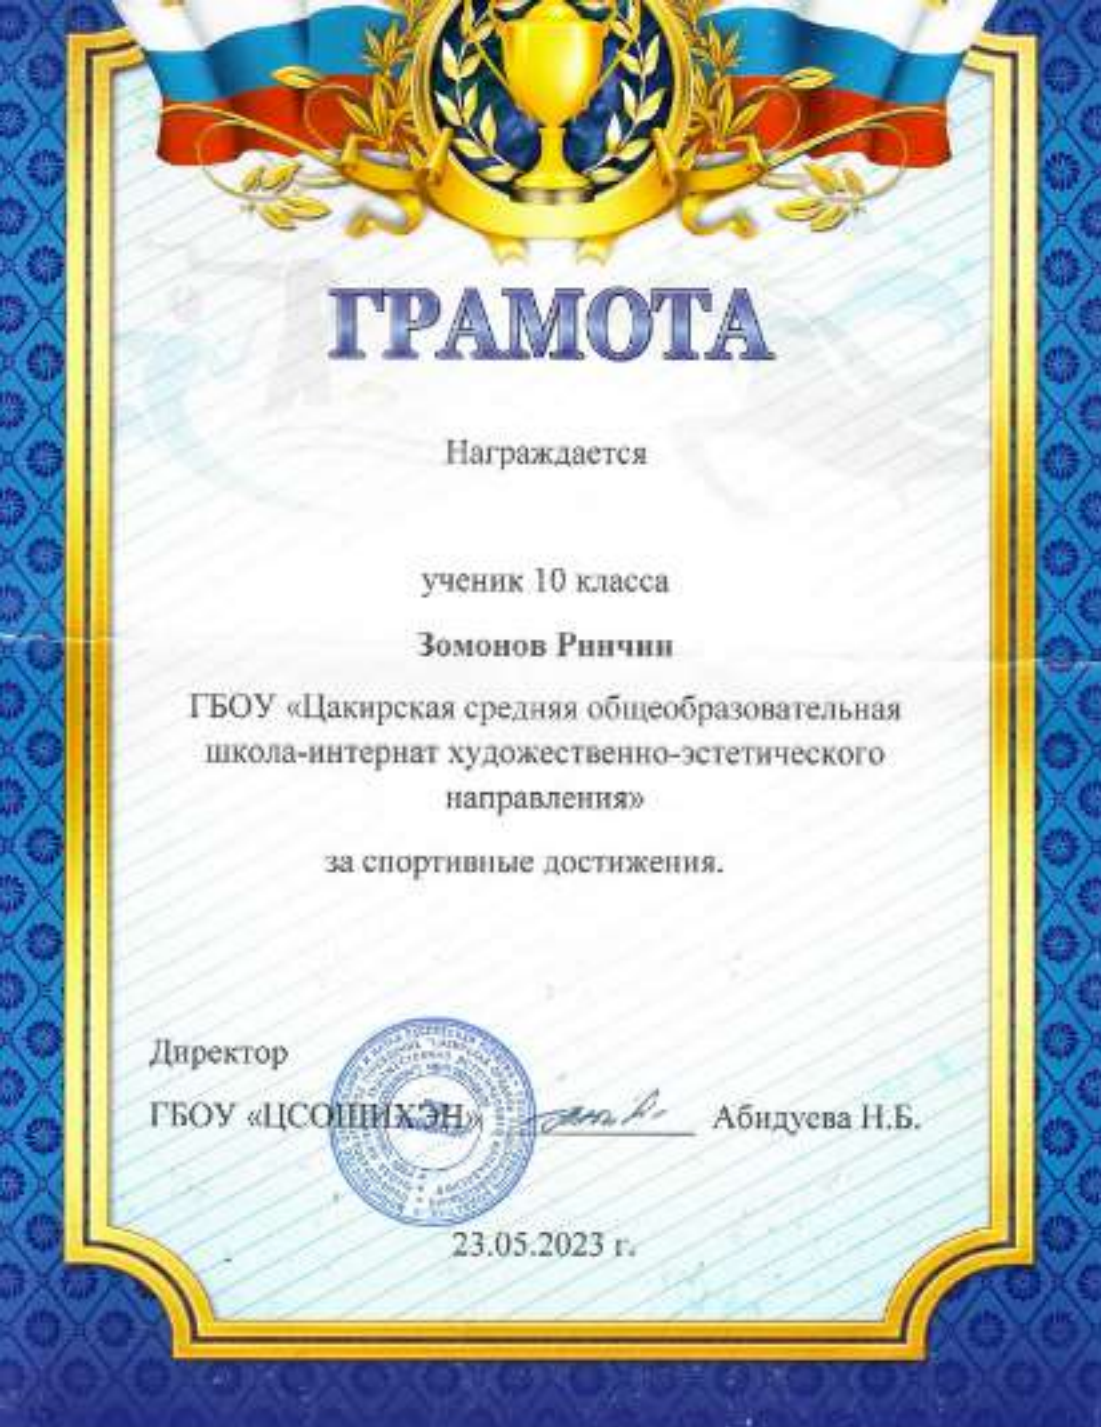 ГРАМОТА
Награждается
ученик 10 класса
Зомонов Ринчин
ГБОУ «Цакирская средняя общеобразовательная
школа-интернат художественно-эстетического
направления»
за спортивные достижения.
Директор
ГБОУ «ЦСОШИХЭН» Абидуева Н.Б.
23.05.2023 г.